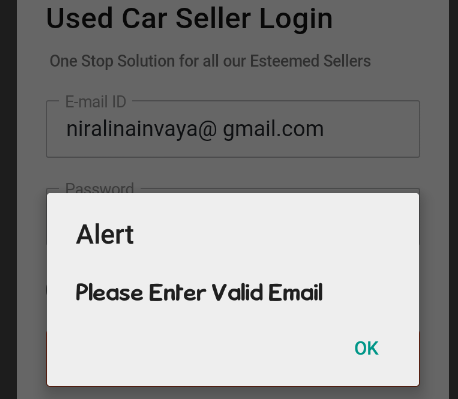 Used Car Seller Login
One Stop Solution for all our Esteemed Sellers
E-mail ID
niralinainvaya@ gmail.com
Password
Alert
Please Enter Valid Email
OK